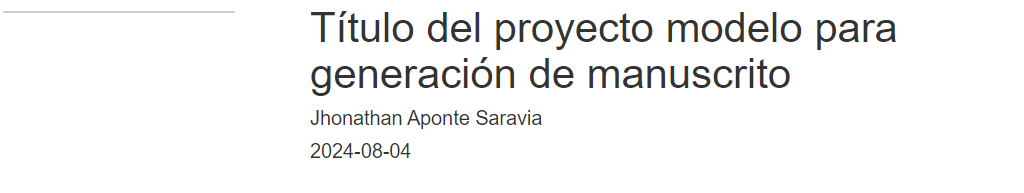 Título del proyecto modelo para
generación de manuscrito
Jhonathan Aponte Saravia
2024-08-04